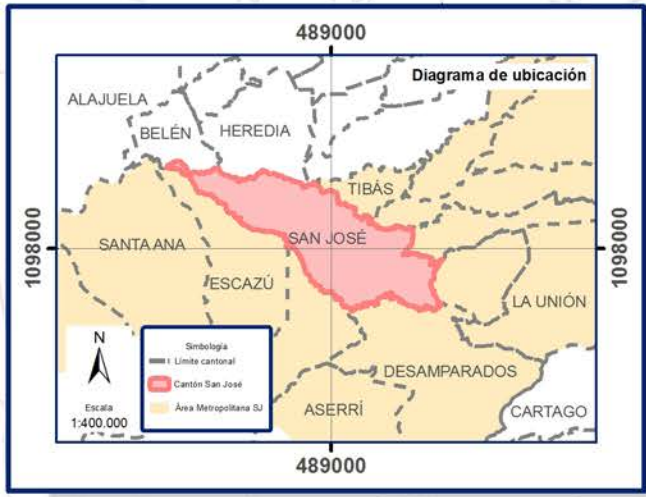 489000
Diagrama de ubicación
ALAJUELA
BELÉN
HEREDIA
TIBÁS
1098000
SANTA ANA
SAN JOSÉ
1098000
ESCAZÚ
LA UNIÓN
N
Escala
1:400.000
Simbología
Límite cantonal
Cantón San José
Área Metropolitana SJ
DESAMPARADOS
ASERRÍ
CARTAGO
489000